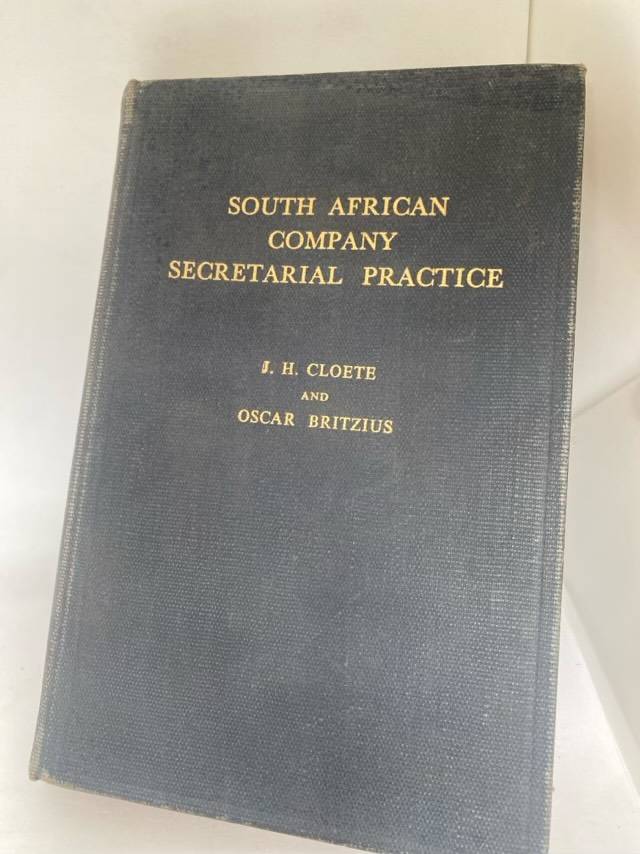 SOUTH AFRICAN
COMPANY
SECRETARIAL PRACTICE
J. H. CLOETE
AND
OSCAR BRITZIUS